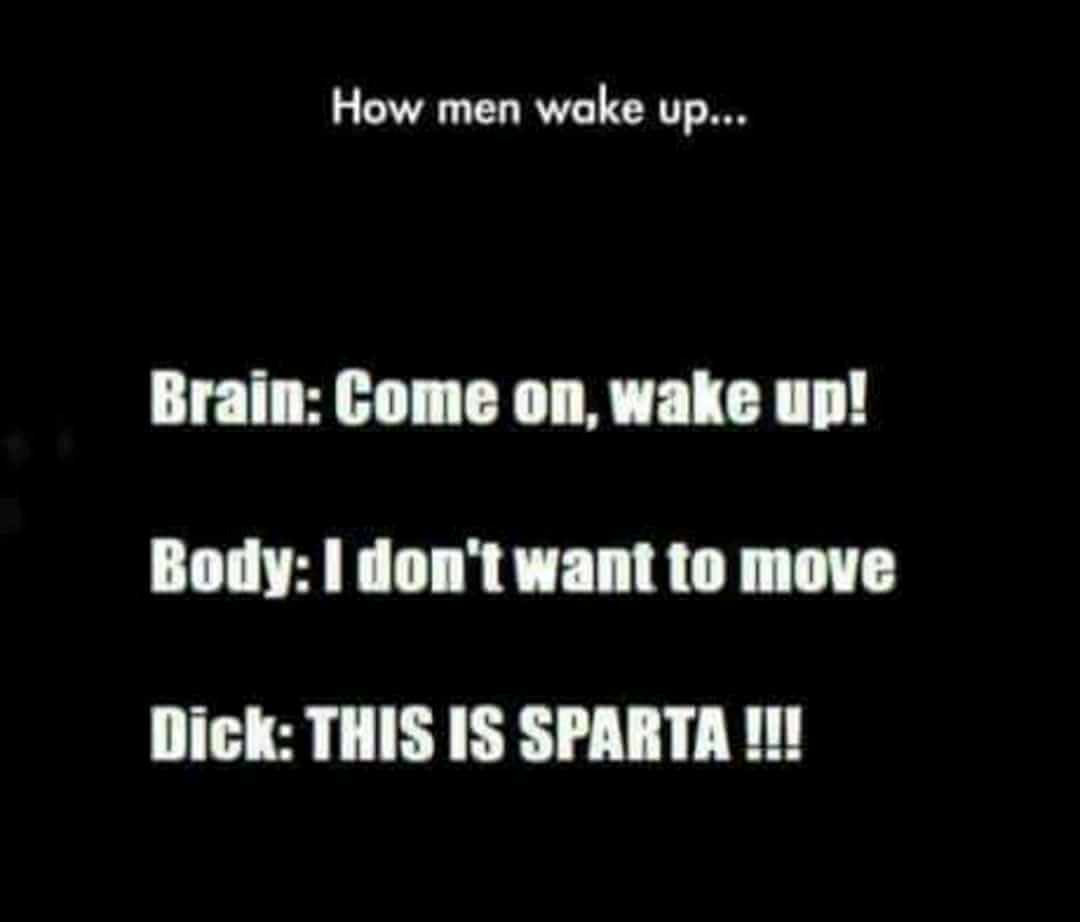 How men wake up...
Brain: Come on, wake up!
Body: I don't want to move
Dick: THIS IS SPARTA !!!